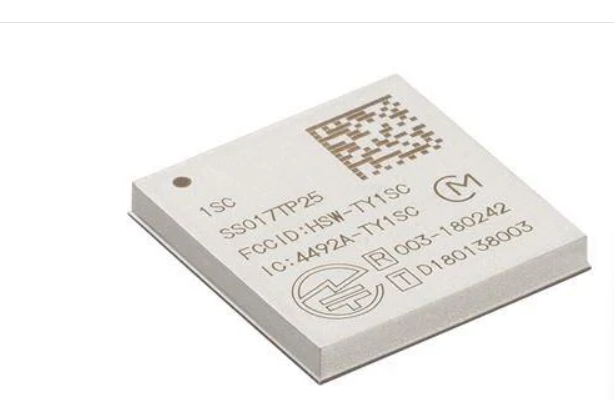 1SC
SS017TP25
FCCID:HSW-TY1SC
IC:4492A-TY1SC
R 003-180242
T D180138003